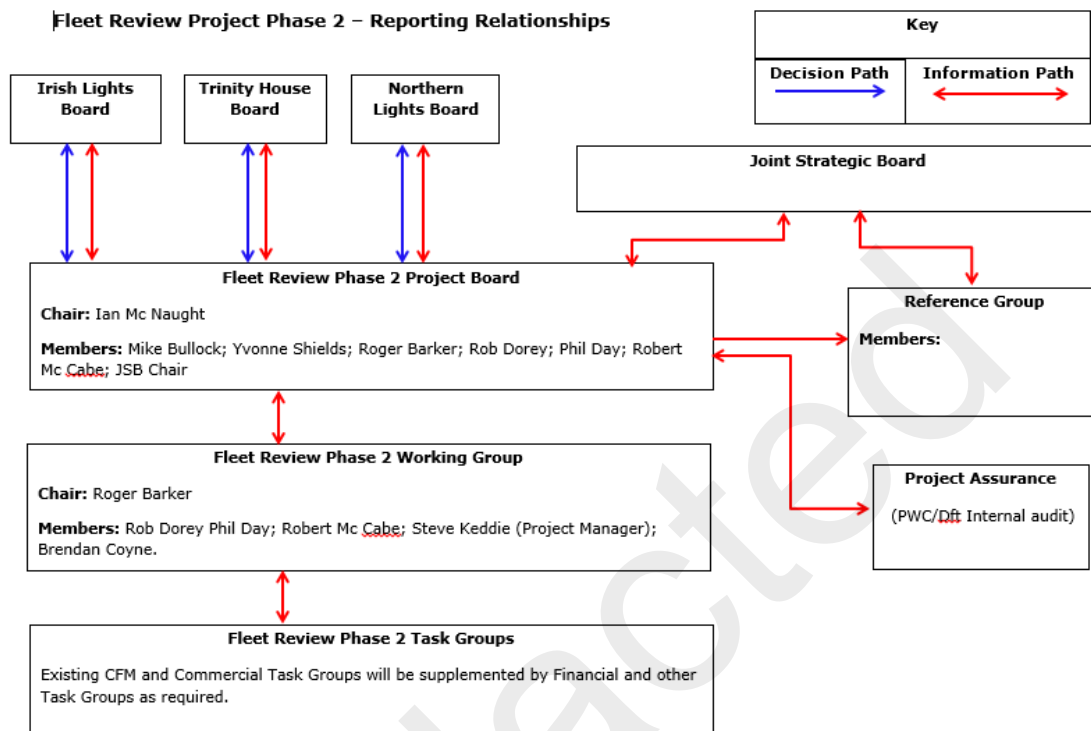 Fleet Review Project Phase 2 – Reporting Relationships
Key
Decision Path
Information Path
Irish Lights
Board
Trinity House
Board
Northern
Lights Board
Joint Strategic Board
Fleet Review Phase 2 Project Board
Chair: Ian Mc Naught
Members: Mike Bullock; Yvonne Shields; Roger Barker; Rob Dorey; Phil Day; Robert
Mc Cabe; JSB Chair
Reference Group
Members:
Fleet Review Phase 2 Working Group
Chair: Roger Barker
Members: Rob Dorey Phil Day; Robert Mc Cabe; Steve Keddie (Project Manager);
Brendan Coyne.
Project Assurance
(PWC/Dft Internal audit)
Fleet Review Phase 2 Task Groups
Existing CFM and Commercial Task Groups will be supplemented by Financial and other
Task Groups as required.
acted